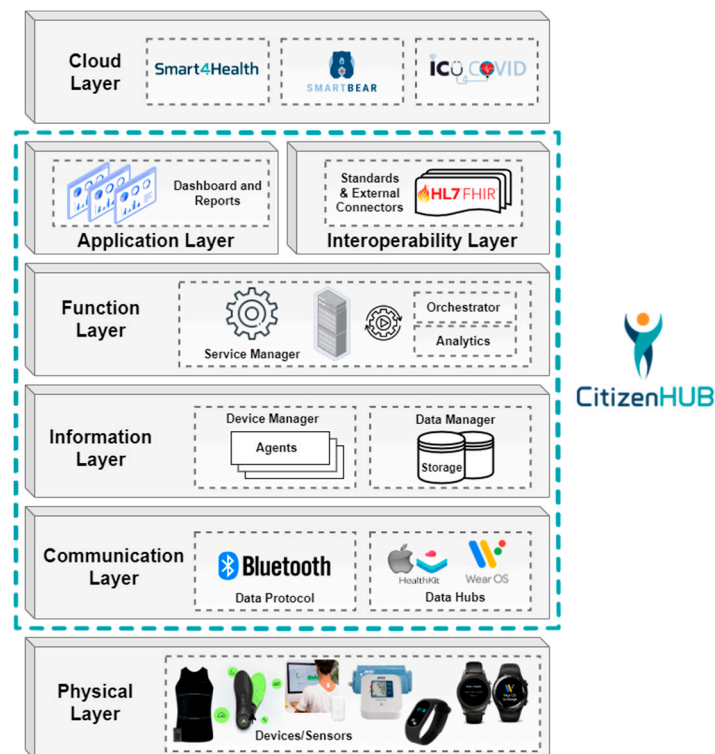 Cloud
Layer
Smart4Health
SMARTBEAR
ICU COVID
Dashboard and
Reports
Application Layer
Standards
& External
Connectors
HL7 FHIR
Interoperability Layer
Function
Layer
Service Manager
Orchestrator
Analytics
CitizenHUB
Information
Layer
Device Manager
Agents
Data Manager
Storage
Communication
Layer
Bluetooth
Data Protocol
HealthKit
Wear OS
Data Hubs
Physical
Layer
Devices/Sensors